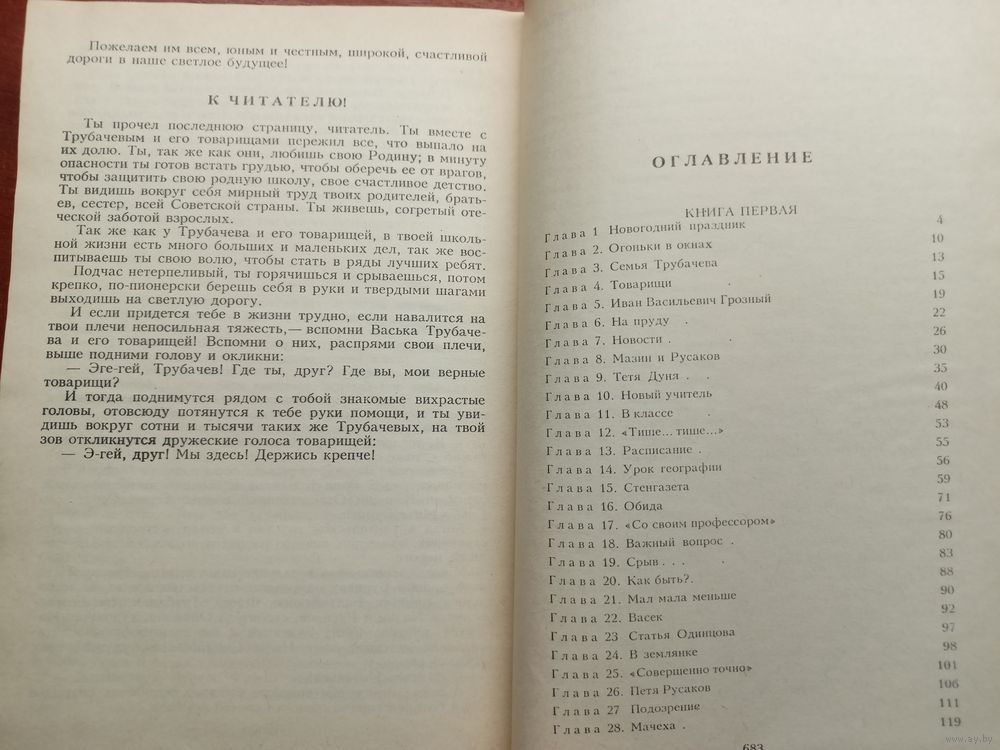 Пожелаем им всем, юным и честным, широкой, счастливой
дороги в наше светлое будущее!
К ЧИТАТЕЛЮ!
Ты прочел последнюю страницу, читатель. Ты вместе с
Трубачевым и его товарищами пережил все, что выпало на
их долю. Ты, так же как они, любишь свою Родину; в минуту
опасности ты готов встать грудью, чтобы оберечь ее от врагов,
чтобы защитить свою родную школу, свое счастливое детство.
Ты видишь вокруг себя мирный труд твоих родителей, брать-
ев, сестер, всей Советской страны. Ты живешь, согретый оте-
ческой заботой взрослых.
Так же как у Трубачева и его товарищей, в твоей школь-
ной жизни есть много больших и маленьких дел, так же вос-
питываешь ты свою волю, чтобы стать в ряды лучших ребят.
Подчас нетерпеливый, ты горячишься и срываешься, потом
крепко, по-пионерски берешь себя в руки и твердыми шагами
выходишь на светлую дорогу.
И если придется тебе в жизни трудно, если навалится на
твои плечи непосильная тяжесть,— вспомни Васька Трубаче-
ва и его товарищей! Вспомни о них, распрями свои плечи,
выше подними голову и окликни:
— Эге-гей, Трубачев! Где ты, друг? Где вы, мои верные
товарищи?
И тогда поднимутся рядом с тобой знакомые вихрастые
головы, отовсюду потянутся к тебе руки помощи, и ты уви-
дишь вокруг сотни и тысячи таких же Трубачевых, на твой
зов откликнутся дружеские голоса товарищей:
— Э-гей, друг! Мы здесь! Держись крепче!
ОГЛАВЛЕНИЕ
КНИГА ПЕРВАЯ
Глава 1 Новогодний праздник 4
Глава 2. Огоньки в окнах 10
Глава 3. Семья Трубачева 13
Глава 4. Товарищи 15
Глава 5. Иван Васильевич Грозный 19
Глава 6. На пруду 22
Глава 7. Новости 26
Глава 8. Мазин и Русаков 30
Глава 9. Тетя Дуня 35
Глава 10. Новый учитель 40
Глава 11. В классе 48
Глава 12. «Тише... тише...» 53
Глава 13. Расписание 55
Глава 14. Урок географии 56
Глава 15. Стенгазета 59
Глава 16. Обида 71
Глава 17. «Со своим профессором» 76
Глава 18. Важный вопрос 80
Глава 19. Срыв 83
Глава 20. Как быть? 88
Глава 21. Мал мала меньше 90
Глава 22. Васек 92
Глава 23 Статья Одинцова 97
Глава 24. В землянке 98
Глава 25. «Совершенно точно» 101
Глава 26. Петя Русаков 106
Глава 27 Подозрение 111
Глава 28. Мачеха 119
683
www.ay.by